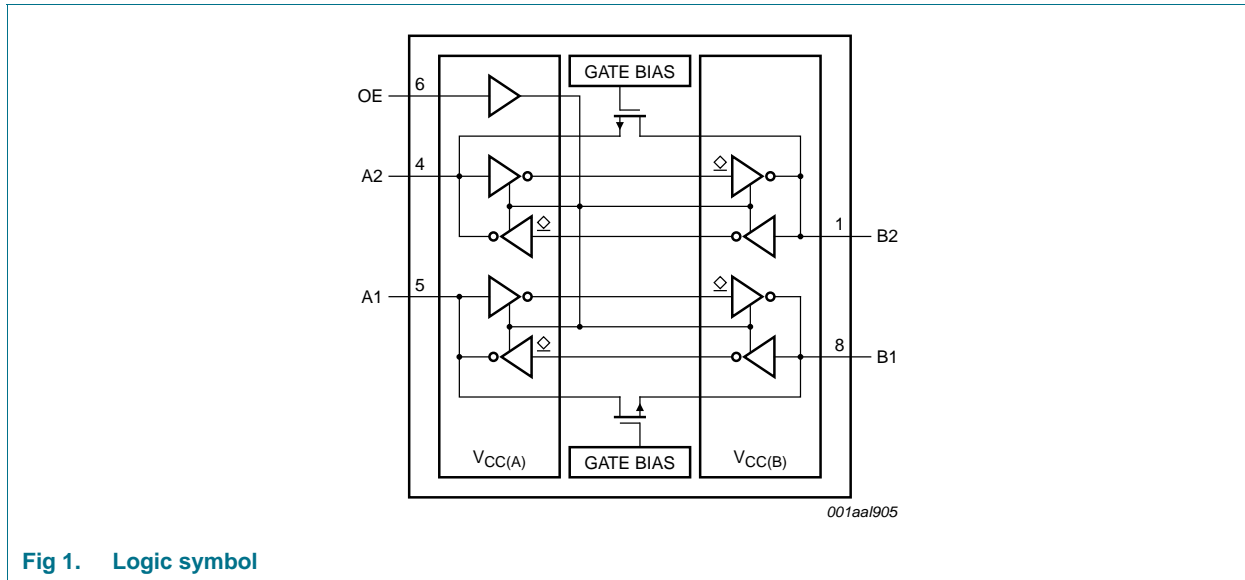 GATE BIAS
OE 6
A2 4
1 B2
A1 5
8 B1
VCC(A)
GATE BIAS
VCC(B)
001aal905
Fig 1. Logic symbol